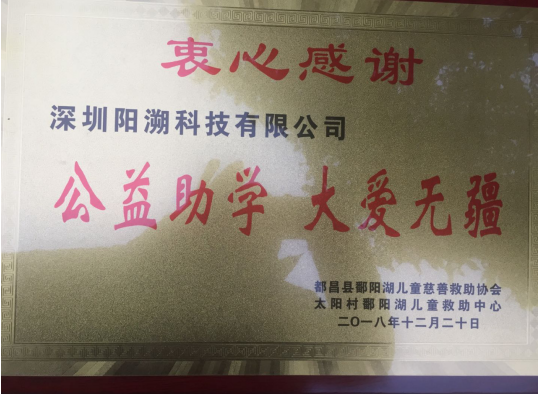 衷心感谢
深圳阳溯科技有限公司
公益助学 大爱无疆
都昌县鄱阳湖儿童慈善救助协会
太阳村鄱阳湖儿童救助中心
二〇一八年十二月二十日